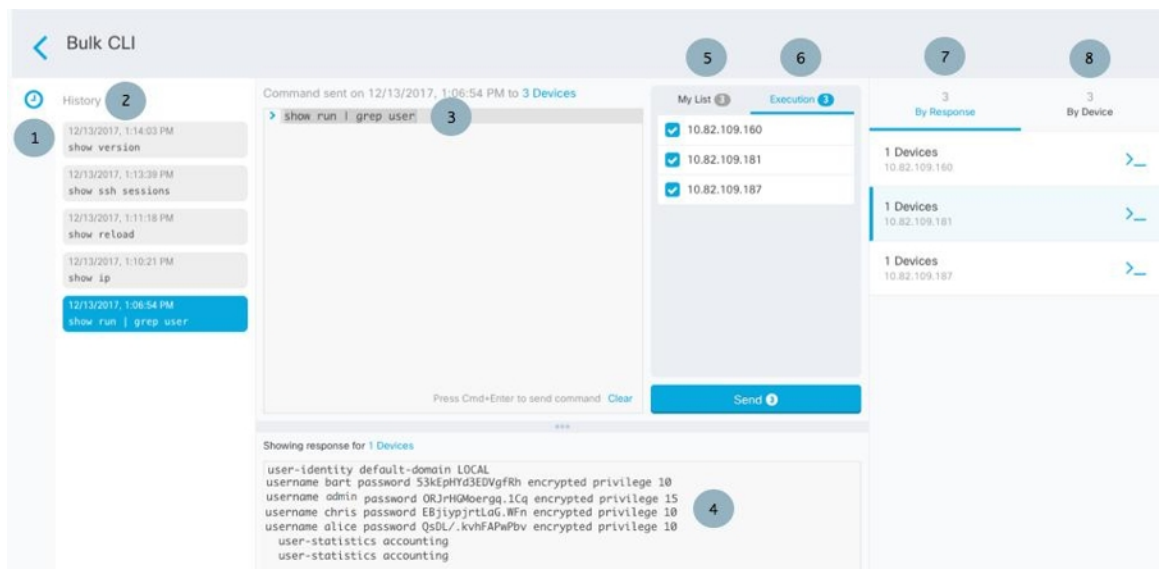 Bulk CLI
5
6
7
8
1
History
2
12/13/2017, 1:14:03 PM
show version
12/13/2017, 1:13:39 PM
show ssh sessions
12/13/2017, 1:11:18 PM
show reload
12/13/2017, 1:10:21 PM
show ip
12/13/2017, 1:06:54 PM
show run | grep user
Command sent on 12/13/2017, 1:06:54 PM to 3 Devices
> show run | grep user
3
Press Cmd+Enter to send command Clear
My List 3
Execution 3
10.82.109.160
10.82.109.181
10.82.109.187
Send 3
3
By Response
3
By Device
1 Devices
10.82.109.160
>_
1 Devices
10.82.109.181
>_
1 Devices
10.82.109.187
>_
Showing response for 1 Devices
user-identity default-domain LOCAL
username bart password 53kEpHYd3EDVgfRh encrypted privilege 10
username admin password ORJrHGMoergq.1Cq encrypted privilege 15
username chris password EBjiypjrtLaG.WFn encrypted privilege 10
username alice password QsDL/.kvhFAPwPbv encrypted privilege 10
user-statistics accounting
user-statistics accounting
4